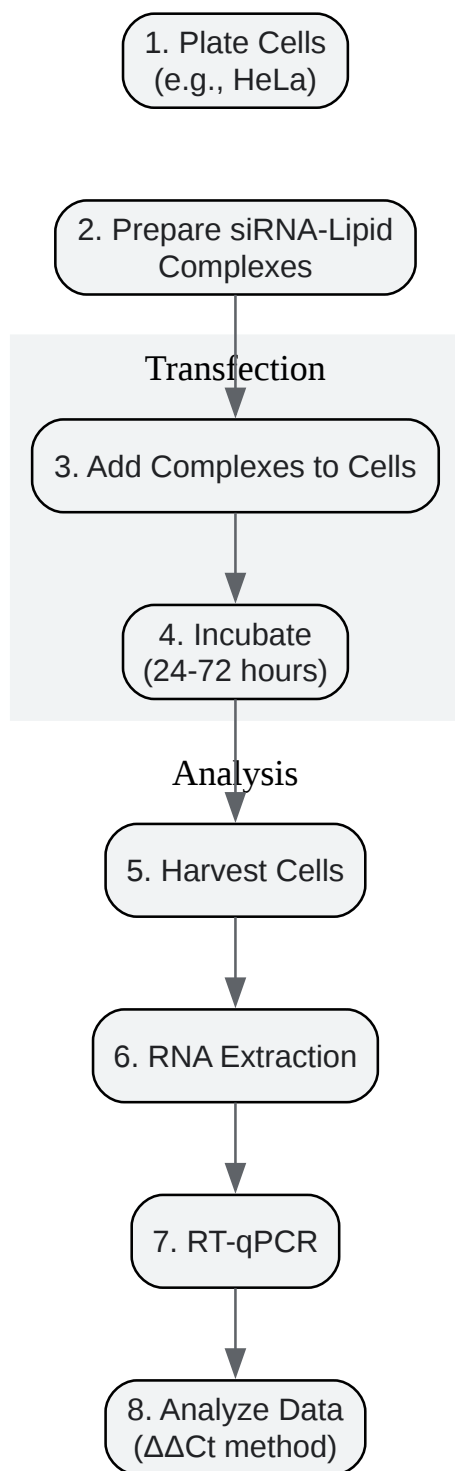 1. Plate Cells
(e.g., HeLa)
2. Prepare siRNA-Lipid
Complexes
Transfection
3. Add Complexes to Cells
4. Incubate
(24-72 hours)
Analysis
5. Harvest Cells
6. RNA Extraction
7. RT-qPCR
8. Analyze Data
(ΔΔCt method)